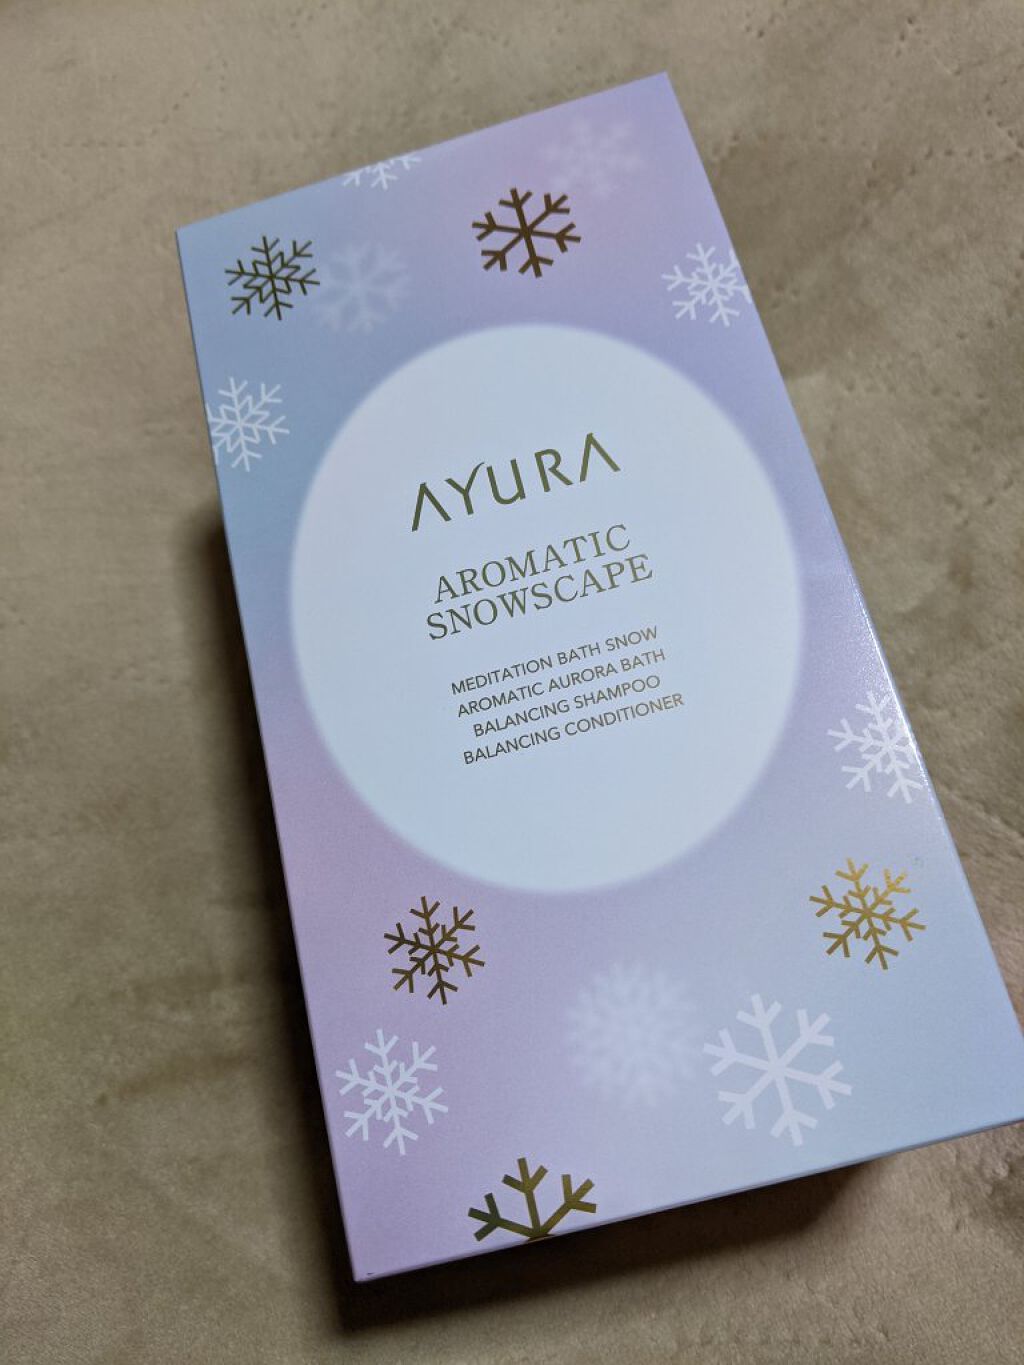 AYURA
AROMATIC
SNOWSCAPE
MEDITATION BATH SNOW
AROMATIC AURORA BATH
BALANCING SHAMPOO
BALANCING CONDITIONER